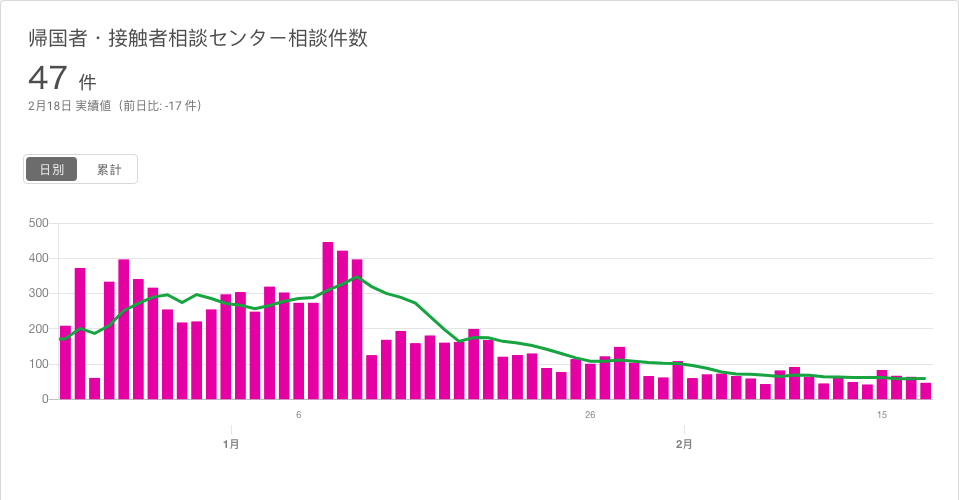 帰国者・接触者相談センター相談件数
47 件
2月18日 実績値（前日比: -17 件）
日別 累計
500
400
300
200
100
0
6 26 15
1月 2月